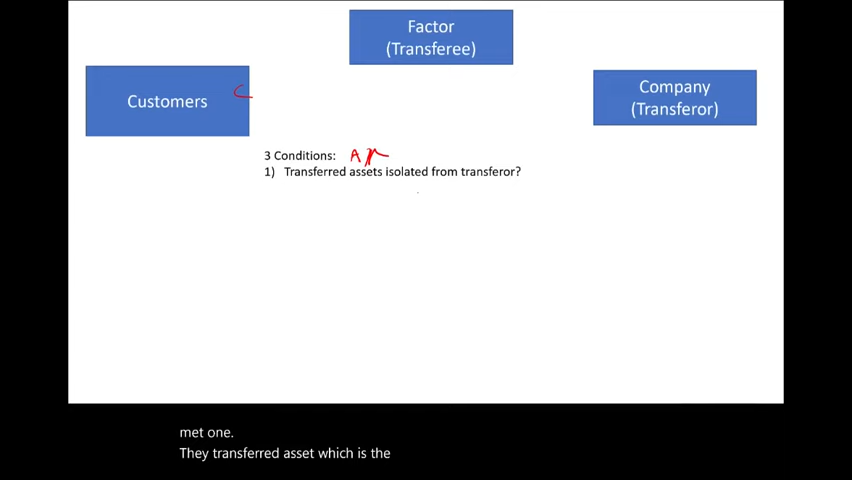 Factor
(Transferee)
Customers
Company
(Transferor)
3 Conditions: A/r
1) Transferred assets isolated from transferor?
met one.
They transferred asset which is the